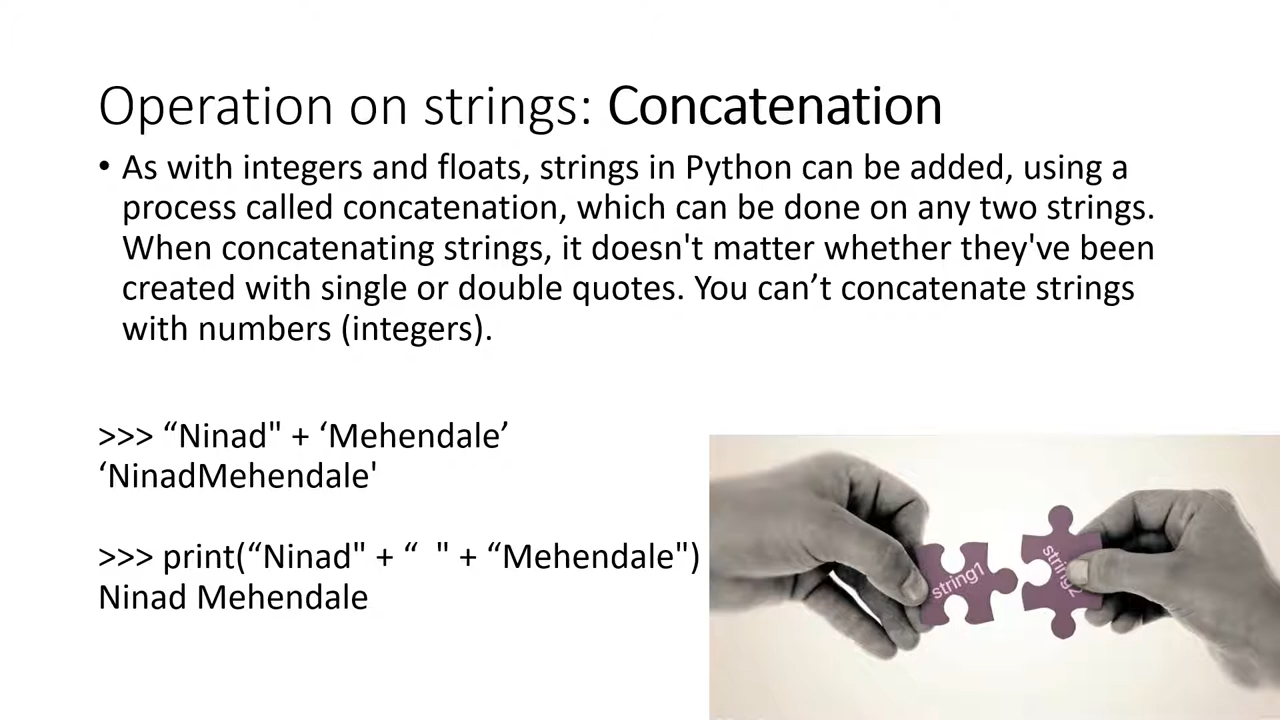 Operation on strings: Concatenation
• As with integers and floats, strings in Python can be added, using a
process called concatenation, which can be done on any two strings.
When concatenating strings, it doesn't matter whether they've been
created with single or double quotes. You can’t concatenate strings
with numbers (integers).
>>> “Ninad" + ‘Mehendale’
‘NinadMehendale'
>>> print(“Ninad" + “  " + “Mehendale")
Ninad Mehendale
string1
string2